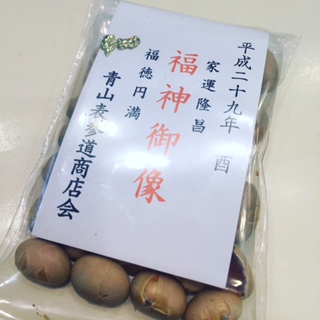 平成二十九年 酉
家運隆昌
福神御像
福徳円満
青山表参道商店会